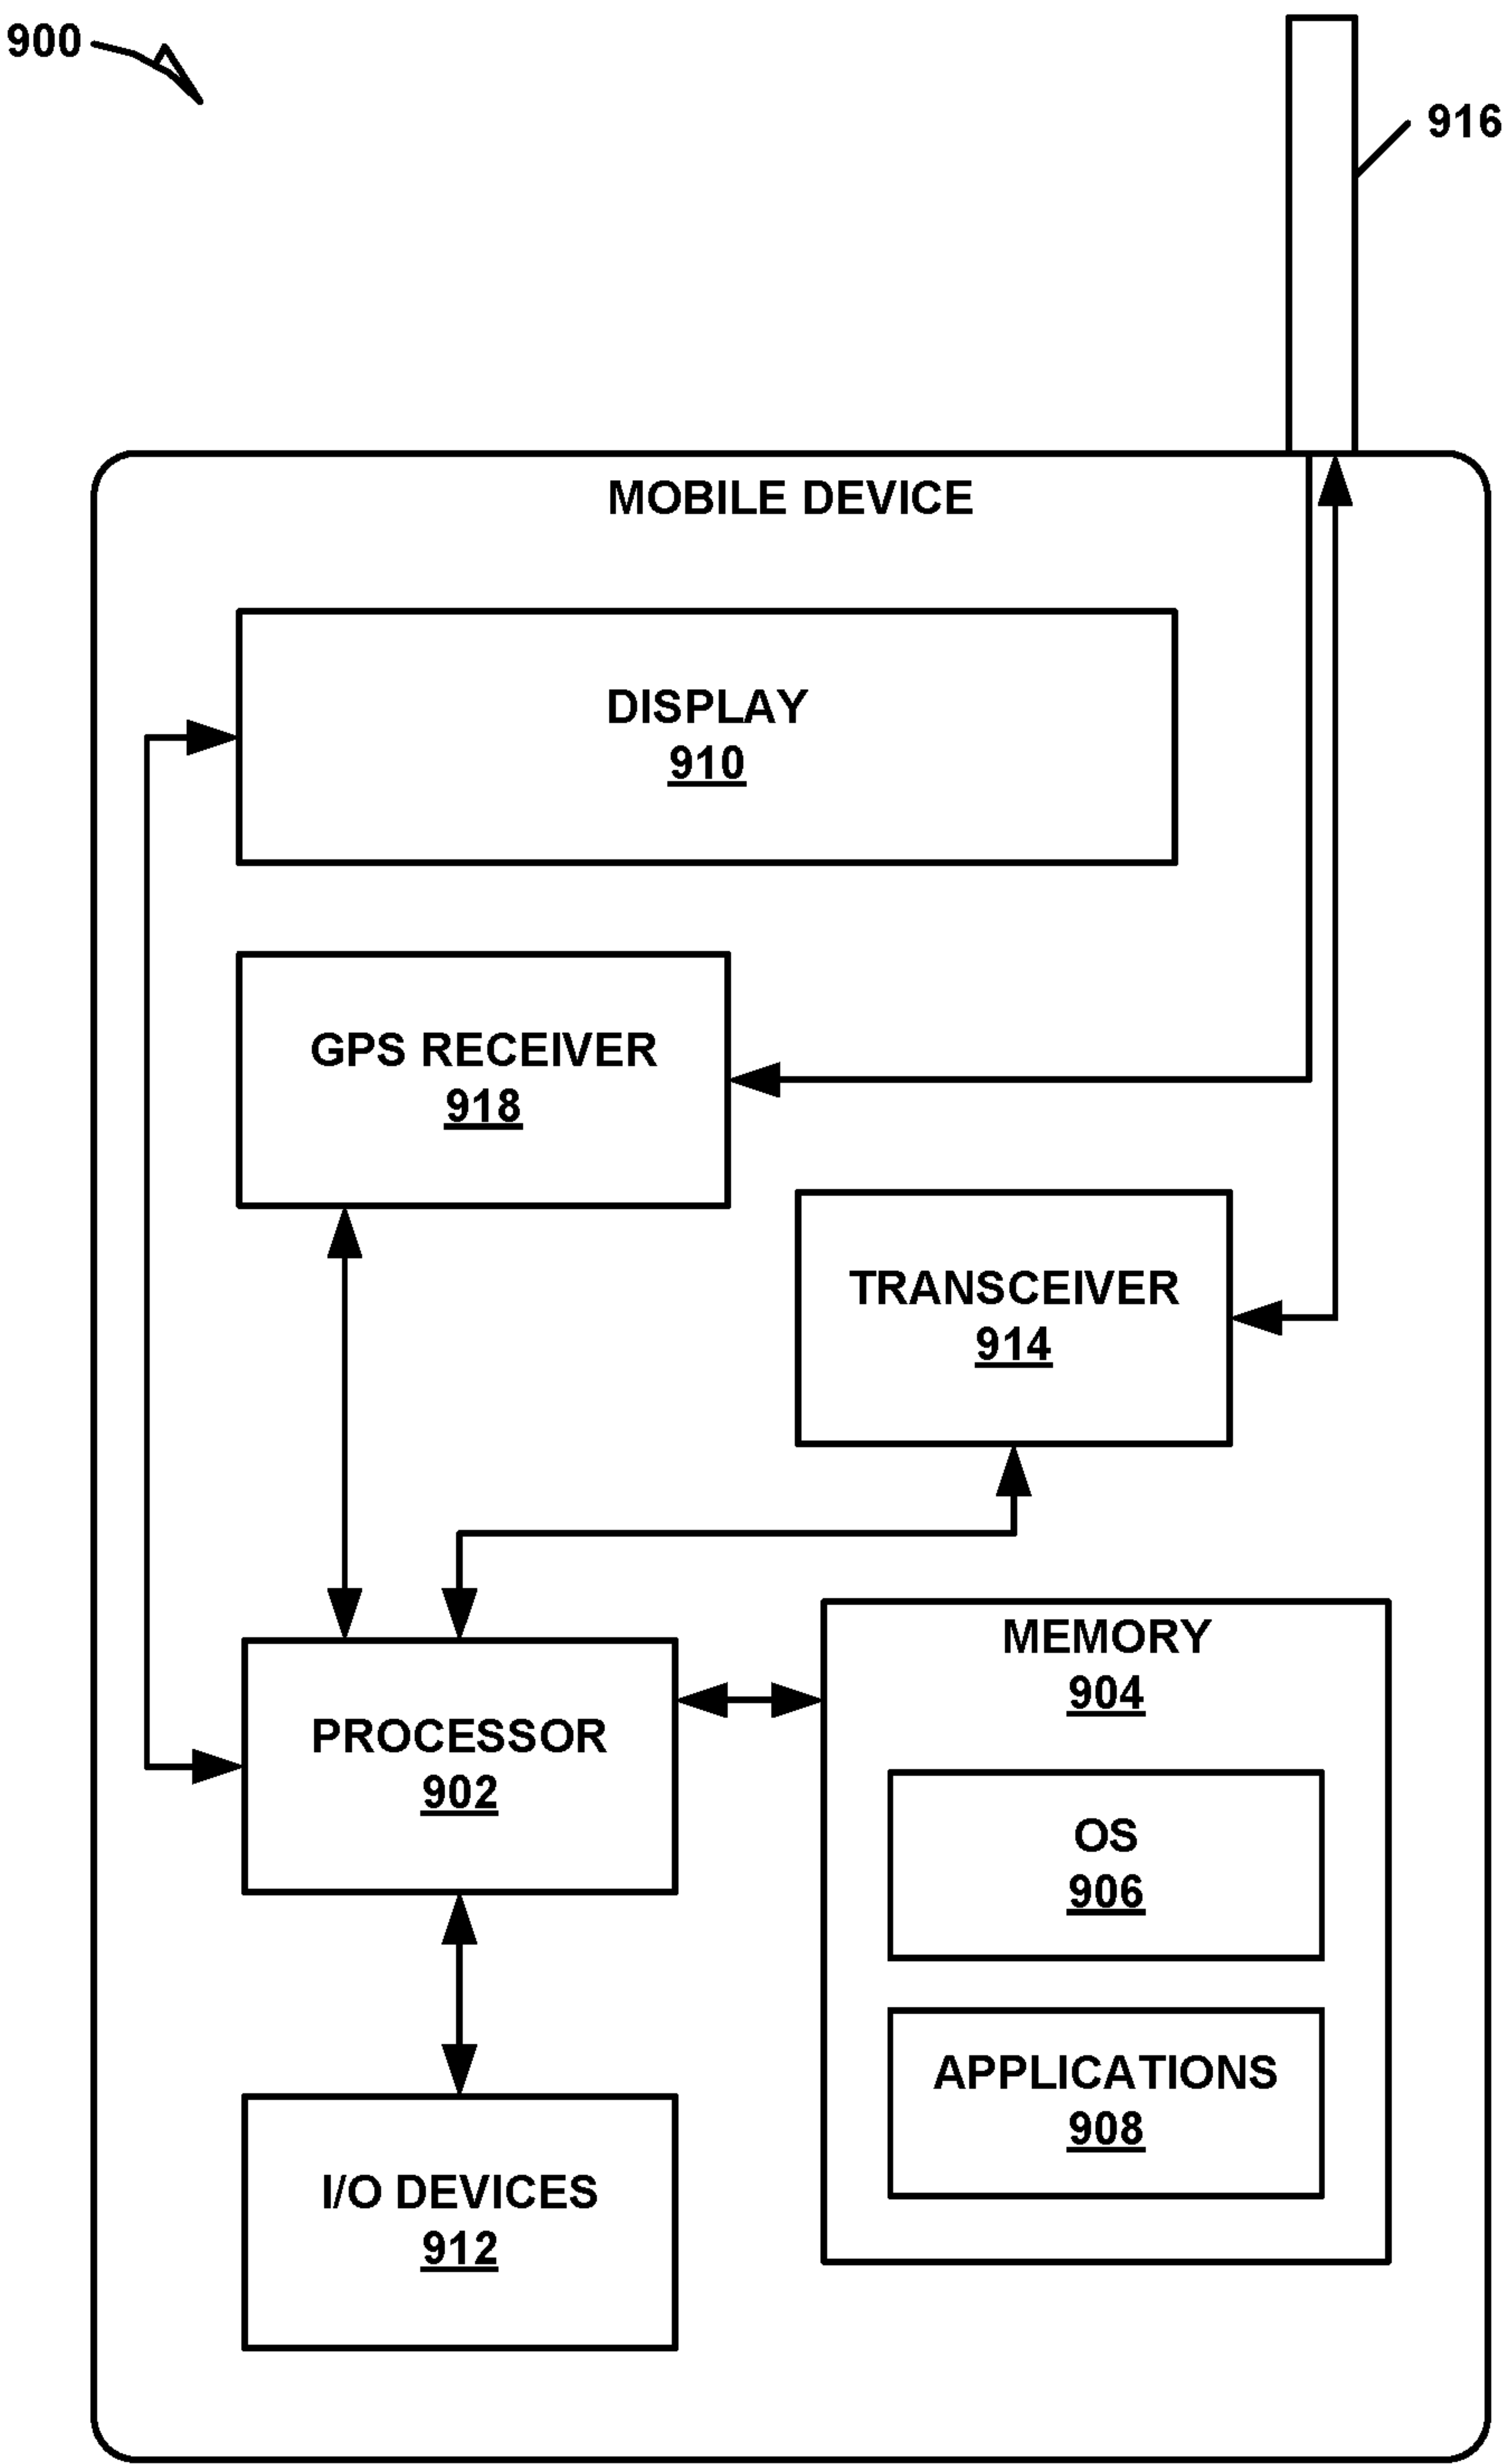 900
916
MOBILE DEVICE
DISPLAY
910
GPS RECEIVER
918
TRANSCEIVER
914
PROCESSOR
902
MEMORY
904
OS
906
APPLICATIONS
908
I/O DEVICES
912